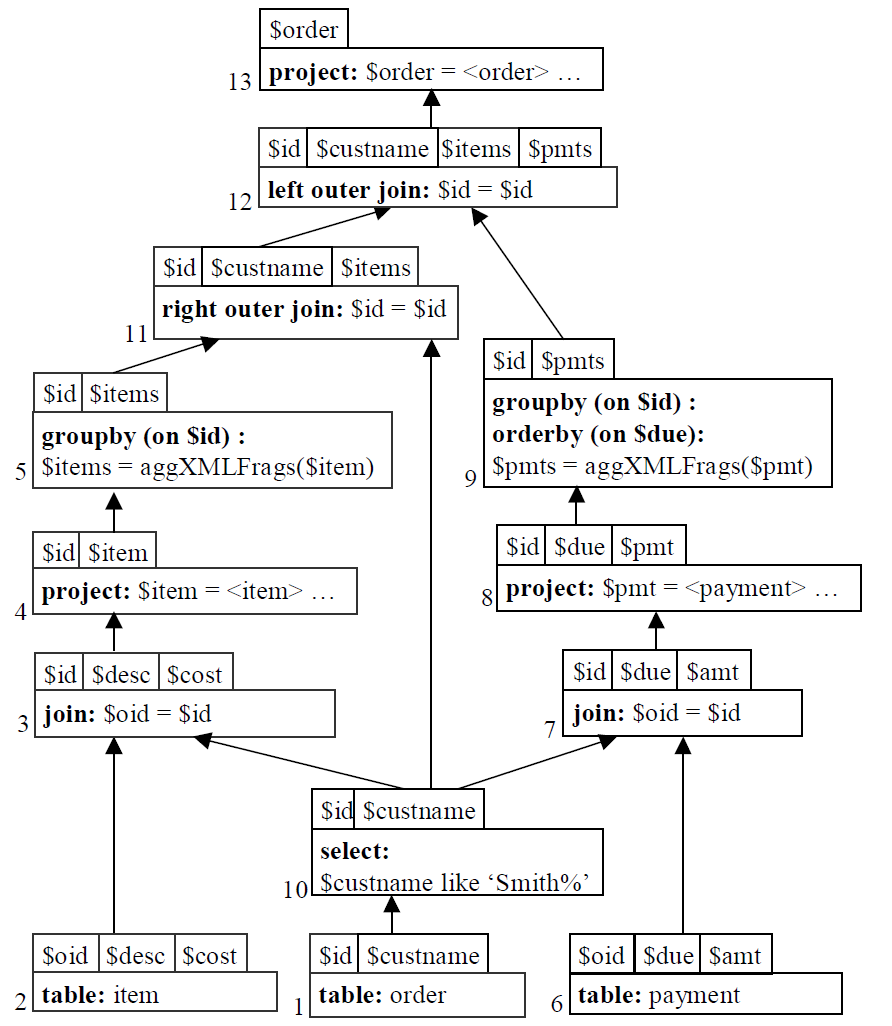 $order
project: $order = <order> …
13
$id $custname $items $pmts
left outer join: $id = $id
12
$id $custname $items
right outer join: $id = $id
11
$id $pmts
groupby (on $id) :
orderby (on $due):
$pmts = aggXMLFrags($pmt)
9
$id $items
groupby (on $id) :
$items = aggXMLFrags($item)
5
$id $due $pmt
project: $pmt = <payment> …
8
$id $item
project: $item = <item> …
4
$id $desc $cost
join: $oid = $id
3
$id $due $amt
join: $oid = $id
7
$id $custname
select:
$custname like ‘Smith%’
10
$oid $desc $cost
table: item
2
$id $custname
table: order
1
$oid $due $amt
table: payment
6